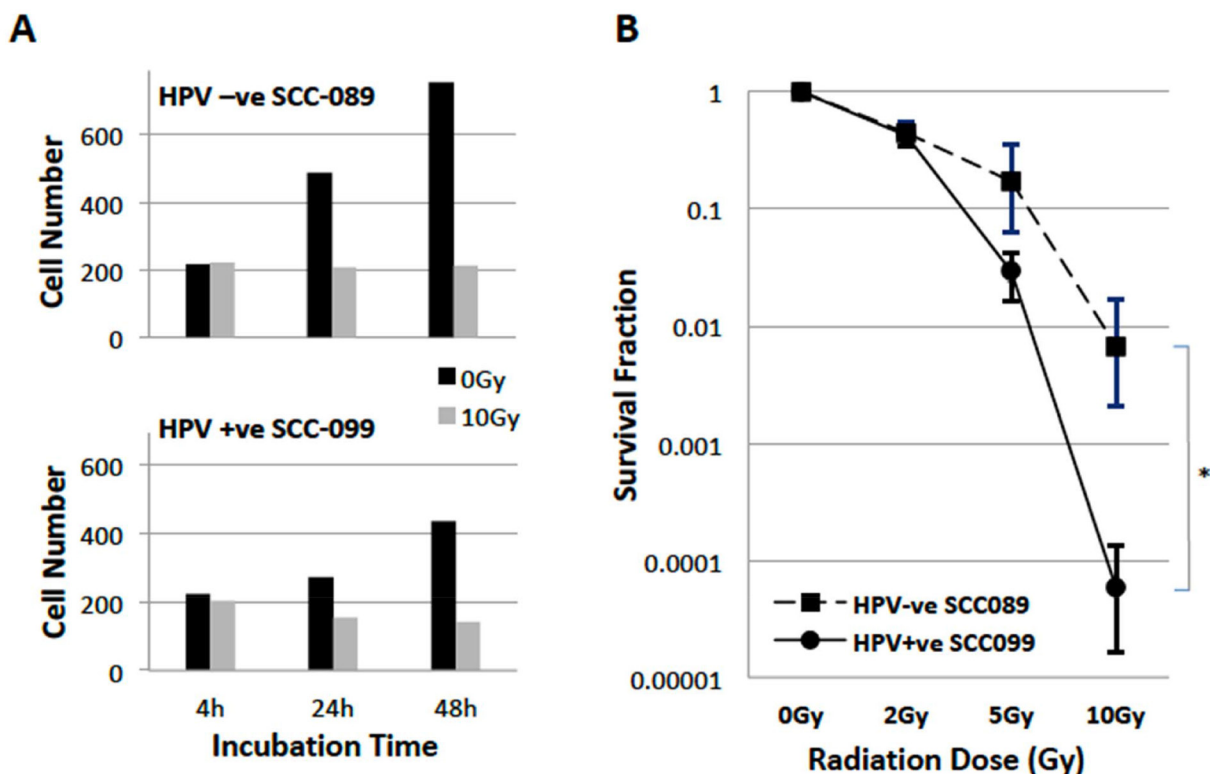 A
HPV –ve SCC-089
Cell Number
600
400
200
0
0Gy
10Gy
HPV +ve SCC-099
Cell Number
600
400
200
0
4h 24h 48h
Incubation Time
B
Survival Fraction
1
0.1
0.01
0.001
0.0001
0.00001
*
HPV-ve SCC089
HPV+ve SCC099
0Gy 2Gy 5Gy 10Gy
Radiation Dose (Gy)